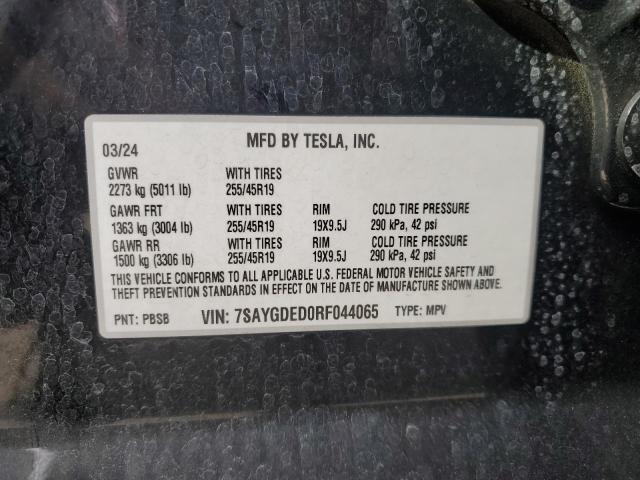 MFD BY TESLA, INC.
03/24
GVWR WITH TIRES
2273 kg (5011 lb) 255/45R19
GAWR FRT WITH TIRES RIM COLD TIRE PRESSURE
1363 kg (3004 lb) 255/45R19 19X9.5J 290 kPa, 42 psi
GAWR RR WITH TIRES RIM COLD TIRE PRESSURE
1500 kg (3306 lb) 255/45R19 19X9.5J 290 kPa, 42 psi
THIS VEHICLE CONFORMS TO ALL APPLICABLE U.S. FEDERAL MOTOR VEHICLE SAFETY AND
THEFT PREVENTION STANDARDS IN EFFECT ON THE DATE OF MANUFACTURE SHOWN ABOVE.
PNT: PBSB VIN: 7SAYGDED0RF044065 TYPE: MPV